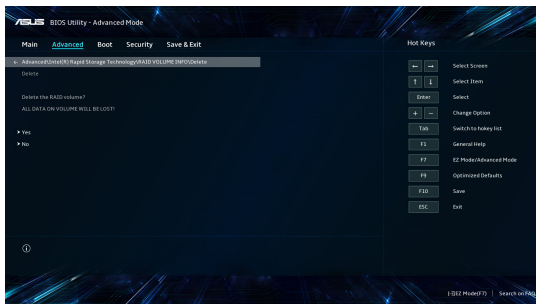 ASUS BIOS Utility - Advanced Mode
Main Advanced Boot Security Save & Exit Hot Keys
← Advanced\Intel(R) Rapid Storage Technology\RAID VOLUME INFO\Delete
Delete
Delete the RAID volume?
ALL DATA ON VOLUME WILL BE LOST!
> Yes
> No
← → Select Screen
↑ ↓ Select Item
Enter Select
+ - Change Option
Tab Switch to hokey list
F1 General Help
F7 EZ Mode/Advanced Mode
F9 Optimized Defaults
F10 Save
ESC Exit
EZ Mode(F7) | Search on FAQ